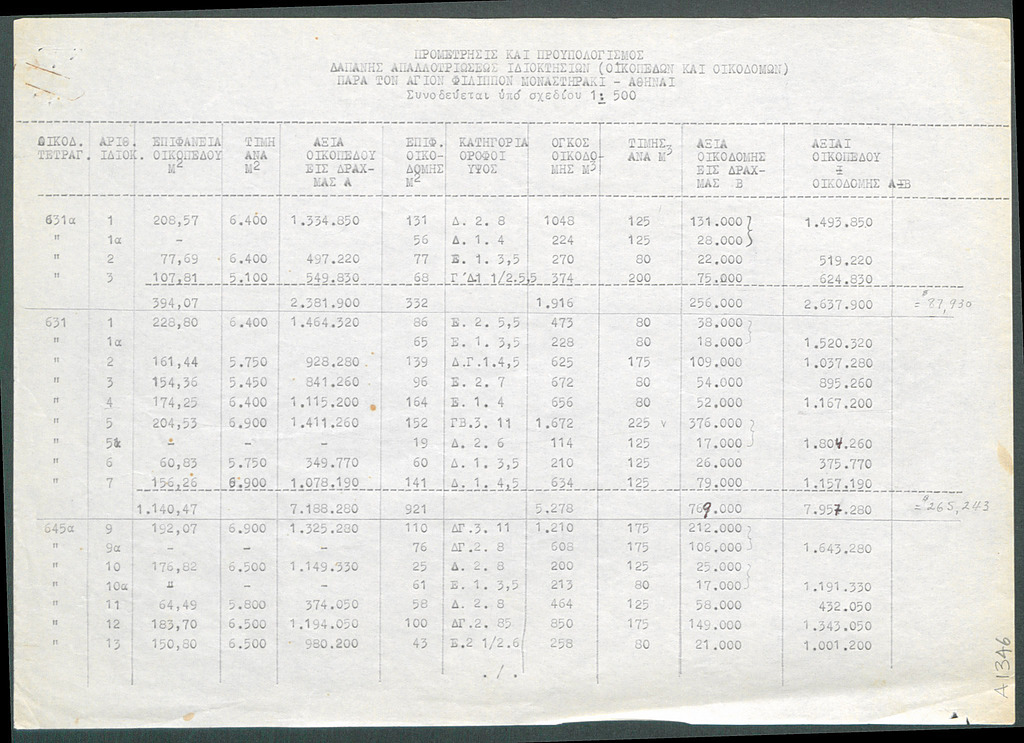 ΠΡΟΜΕΤΡΗΣΙΣ ΚΑΙ ΠΡΟΥΠΟΛΟΓΙΣΜΟΣ
ΔΑΠΑΝΗΣ ΑΠΑΛΛΟΤΡΙΩΣΕΩΣ ΙΔΙΟΚΤΗΣΙΩΝ (ΟΙΚΟΠΕΔΩΝ ΚΑΙ ΟΙΚΟΔΟΜΩΝ)
ΠΑΡΑ ΤΟΝ ΑΓΙΟΝ ΦΙΛΙΠΠΟΝ ΜΟΝΑΣΤΗΡΑΚΙ - ΑΘΗΝΑΙ
Συνοδεύεται ὑπό σχεδίου 1: 500
ΟΙΚΟΔ. ΑΡΙΘ. ΕΠΙΦΑΝΕΙΑ ΤΙΜΗ ΑΞΙΑ ΕΠΙΦ. ΚΑΤΗΓΟΡΙΑ ΟΓΚΟΣ ΤΙΜΗΣ ΑΞΙΑ ΑΞΙΑΙ
ΤΕΤΡΑΓ. ΙΔΙΟΚ. ΟΙΚΟΠΕΔΟΥ ΑΝΑ ΟΙΚΟΠΕΔΟΥ ΟΙΚΟ- ΟΡΟΦΟΙ ΟΙΚΟΔΟ- ΑΝΑ Μ3 ΟΙΚΟΔΟΜΗΣ ΟΙΚΟΠΕΔΟΥ
Μ2 Μ2 ΕΙΣ ΔΡΑΧ- ΔΟΜΗΣ ΥΨΟΣ ΜΗΣ Μ3 ΕΙΣ ΔΡΑΧ- +
ΜΑΣ Α Μ2 ΜΑΣ Β ΟΙΚΟΔΟΜΗΣ Α+Β
631α 1 208,57 6.400 1.334.850 131 Δ. 2. 8 1048 125 131.000 1.493.850
" 1α - 56 Δ. 1. 4 224 125 28.000
" 2 77,69 6.400 497.220 77 Ε. 1. 3,5 270 80 22.000 519.220
" 3 107,81 5.100 549.830 68 Γ Δ1 1/2.5,5 374 200 75.000 624.830
394,07 2.381.900 332 1.916 256.000 2.637.900 =$87,930
631 1 228,80 6.400 1.464.320 86 Ε. 2. 5,5 473 80 38.000
" 1α 65 Ε. 1. 3,5 228 80 18.000 1.520.320
" 2 161,44 5.750 928.280 139 Δ.Γ.1.4,5 625 175 109.000 1.037.280
" 3 154,36 5.450 841.260 96 Ε. 2. 7 672 80 54.000 895.260
" 4 174,25 6.400 1.115.200 164 Ε. 1. 4 656 80 52.000 1.167.200
" 5 204,53 6.900 1.411.260 152 ΓΒ.3. 11 1.672 225 v 376.000
" 5α - - - 19 Δ. 2. 6 114 125 17.000 1.804.260
" 6 60,83 5.750 349.770 60 Δ. 1. 3,5 210 125 26.000 375.770
" 7 156,26 6.900 1.078.190 141 Δ. 1. 4,5 634 125 79.000 1.157.190
1.140,47 7.188.280 921 5.278 769.000 7.957.280 =$265,243
645α 9 192,07 6.900 1.325.280 110 ΔΓ.3. 11 1.210 175 212.000
" 9α - - - 76 ΔΓ.2. 8 608 175 106.000 1.643.280
" 10 176,82 6.500 1.149.330 25 Δ. 2. 8 200 125 25.000
" 10α " - - 61 Ε. 1. 3,5 213 80 17.000 1.191.330
" 11 64,49 5.800 374.050 58 Δ. 2. 8 464 125 58.000 432.050
" 12 183,70 6.500 1.194.050 100 ΔΓ.2. 85 850 175 149.000 1.343.050
" 13 150,80 6.500 980.200 43 Ε.2 1/2.6 258 80 21.000 1.001.200
./.
A1346